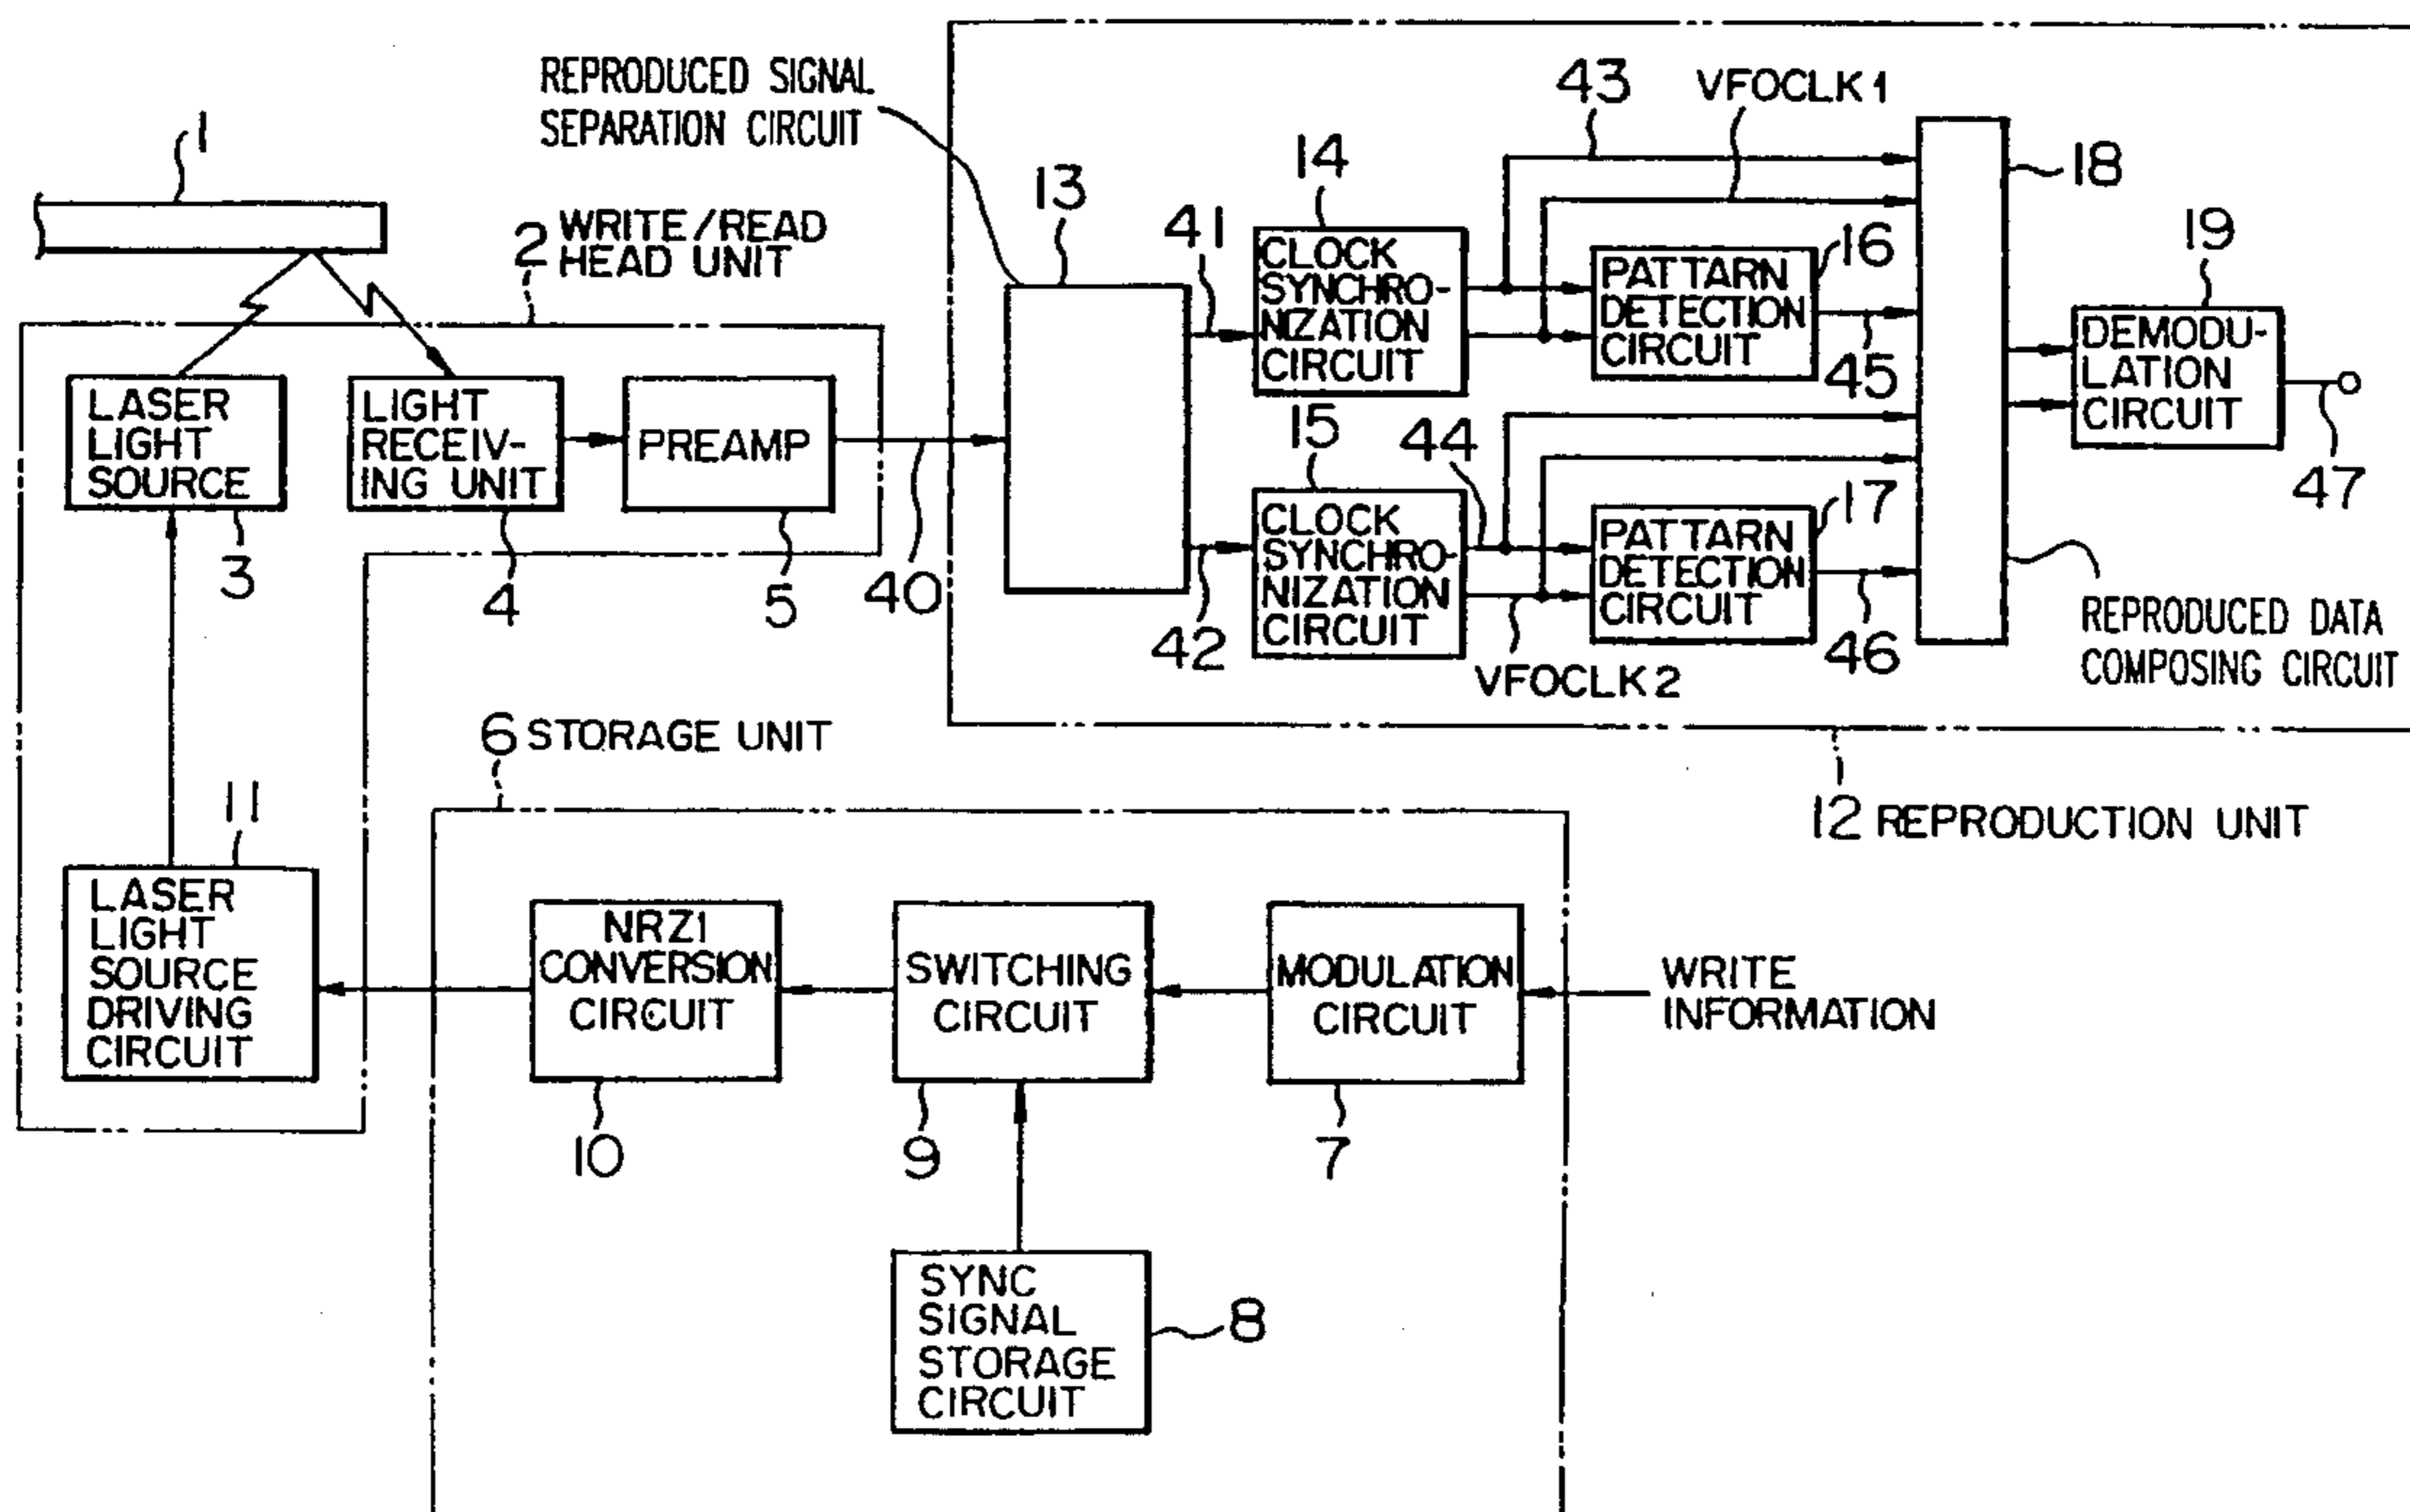 REPRODUCED SIGNAL
SEPARATION CIRCUIT
1
2 WRITE/READ
HEAD UNIT
LASER
LIGHT
SOURCE
3
LIGHT
RECEIV-
ING UNIT
4
PREAMP
5
40
13
41
42
14
CLOCK
SYNCHRO-
NIZATION
CIRCUIT
15
CLOCK
SYNCHRO-
NIZATION
CIRCUIT
43
VFOCLK 1
44
VFOCLK 2
PATTARN
DETECTION
CIRCUIT
16
45
PATTARN
DETECTION
CIRCUIT
17
46
18
19
DEMODU-
LATION
CIRCUIT
47
REPRODUCED DATA
COMPOSING CIRCUIT
12 REPRODUCTION UNIT
6 STORAGE UNIT
11
LASER
LIGHT
SOURCE
DRIVING
CIRCUIT
NRZ1
CONVERSION
CIRCUIT
10
SWITCHING
CIRCUIT
9
MODULATION
CIRCUIT
7
WRITE
INFORMATION
SYNC
SIGNAL
STORAGE
CIRCUIT
8